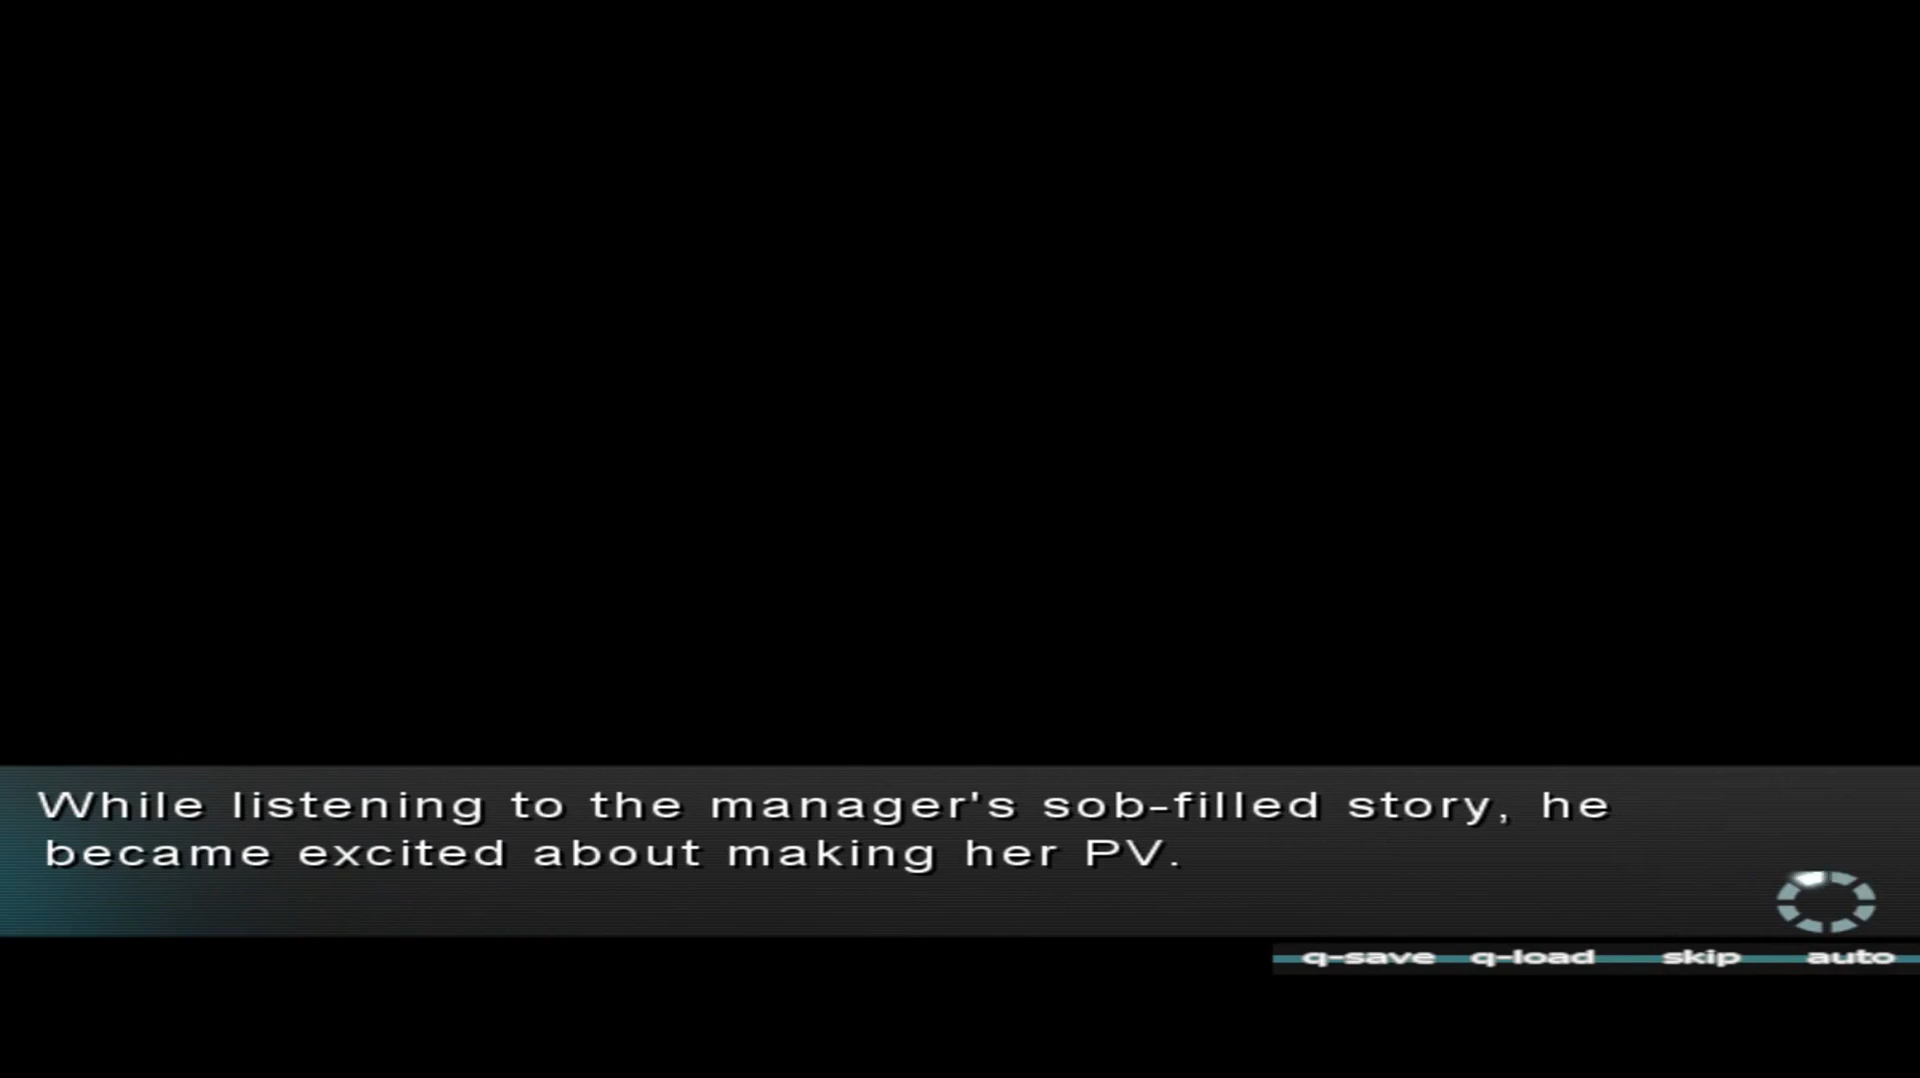 While listening to the manager's sob-filled story, he
became excited about making her PV.
q-save q-load skip auto